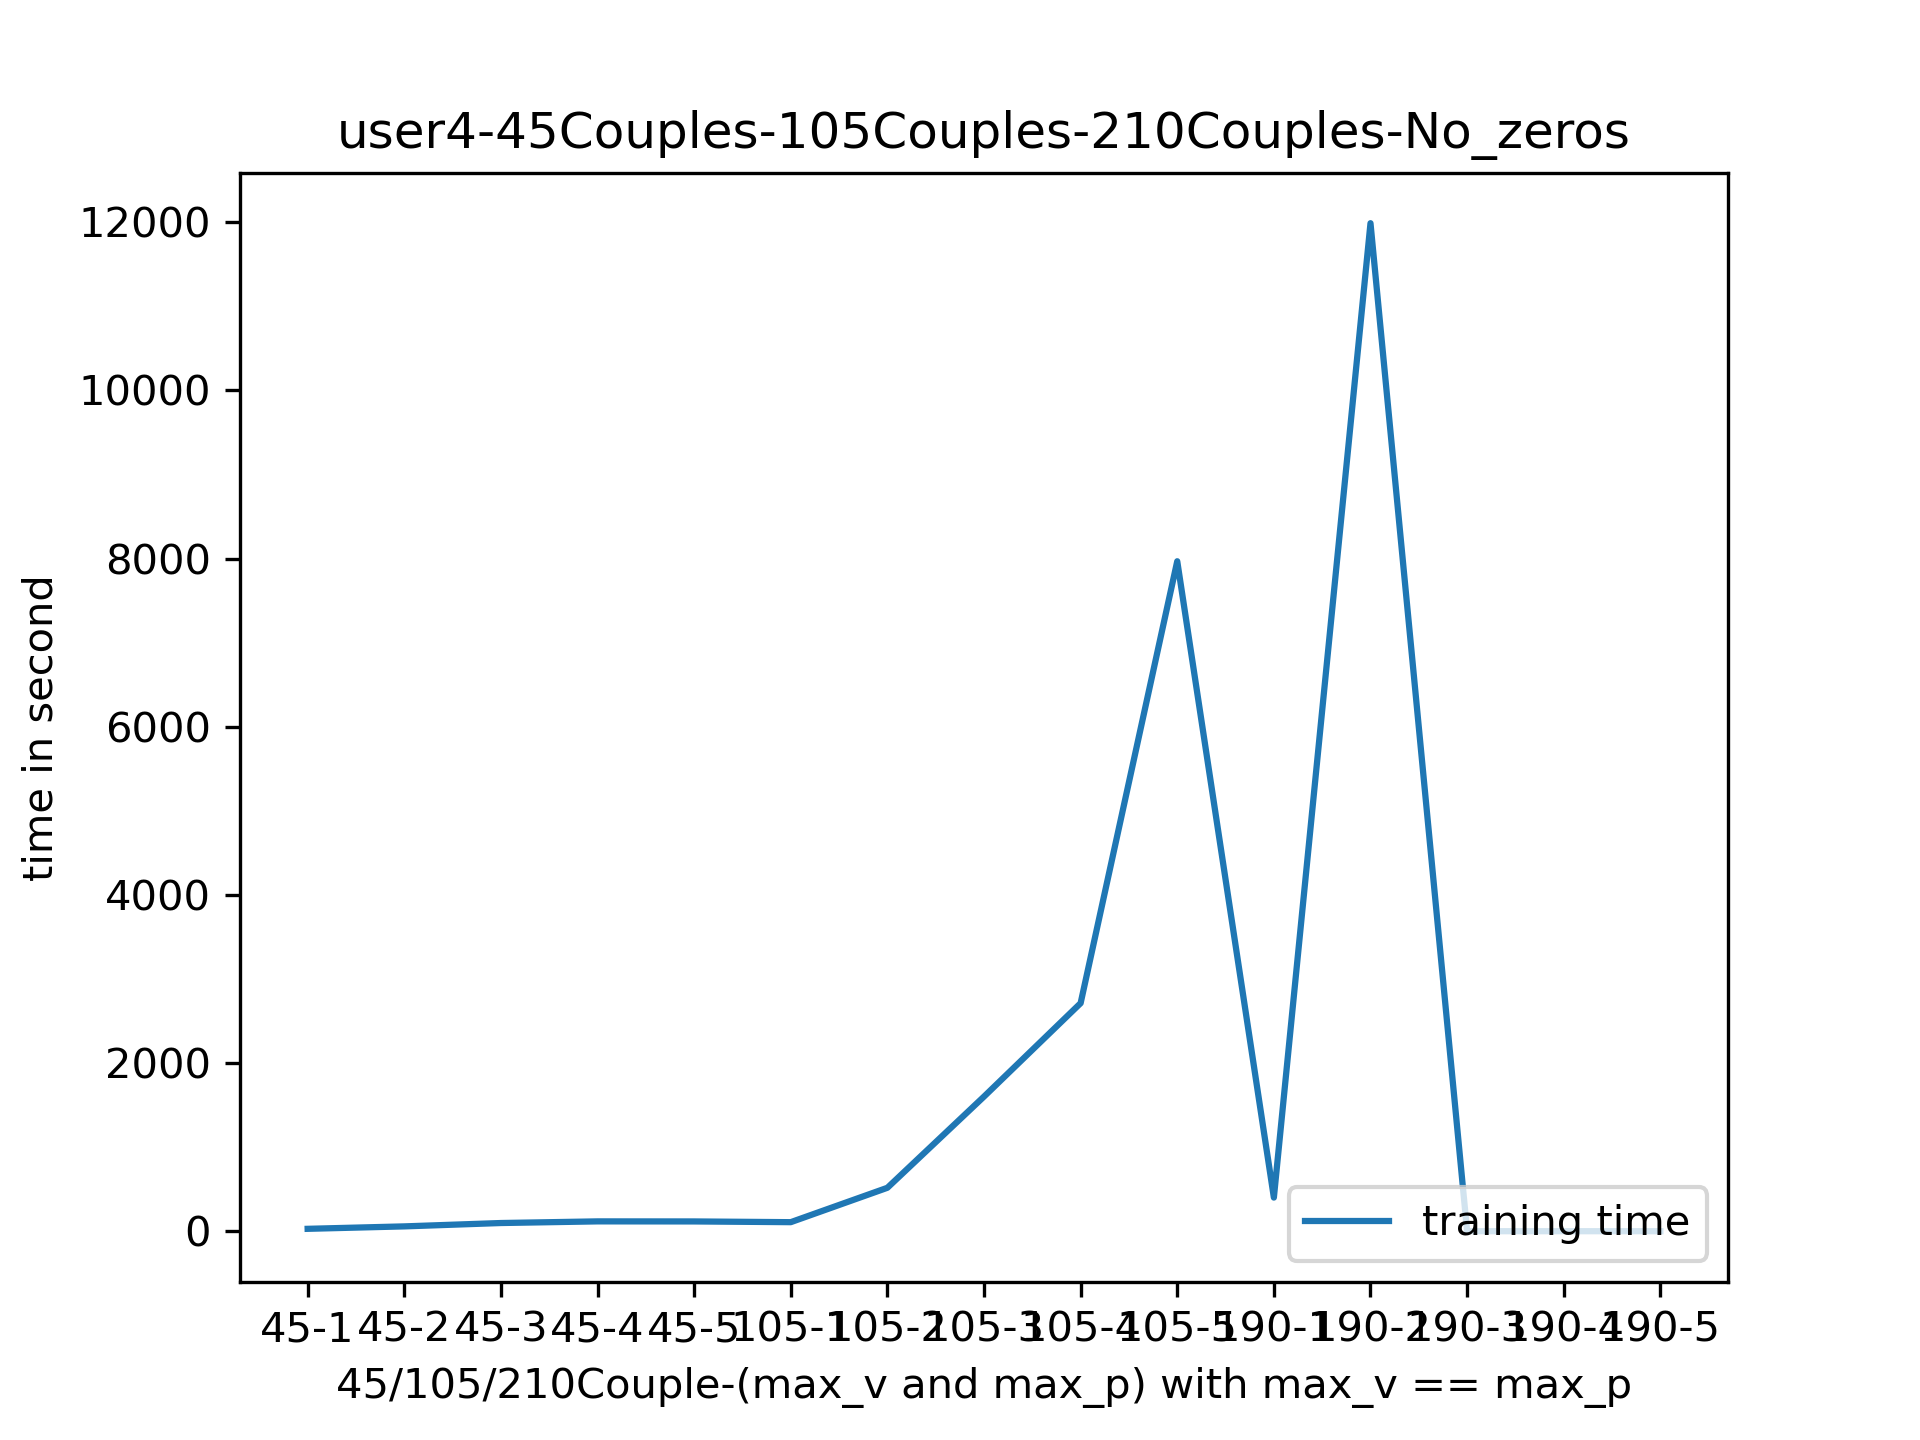 user4-45Couples-105Couples-210Couples-No_zeros
12000
10000
8000
6000
4000
2000
0
time in second
training time
45-1 45-2 45-3 45-4 45-5 105-1 105-2 105-3 105-4 105-5 190-1 190-2 190-3 190-4 190-5
45/105/210Couple-(max_v and max_p) with max_v == max_p